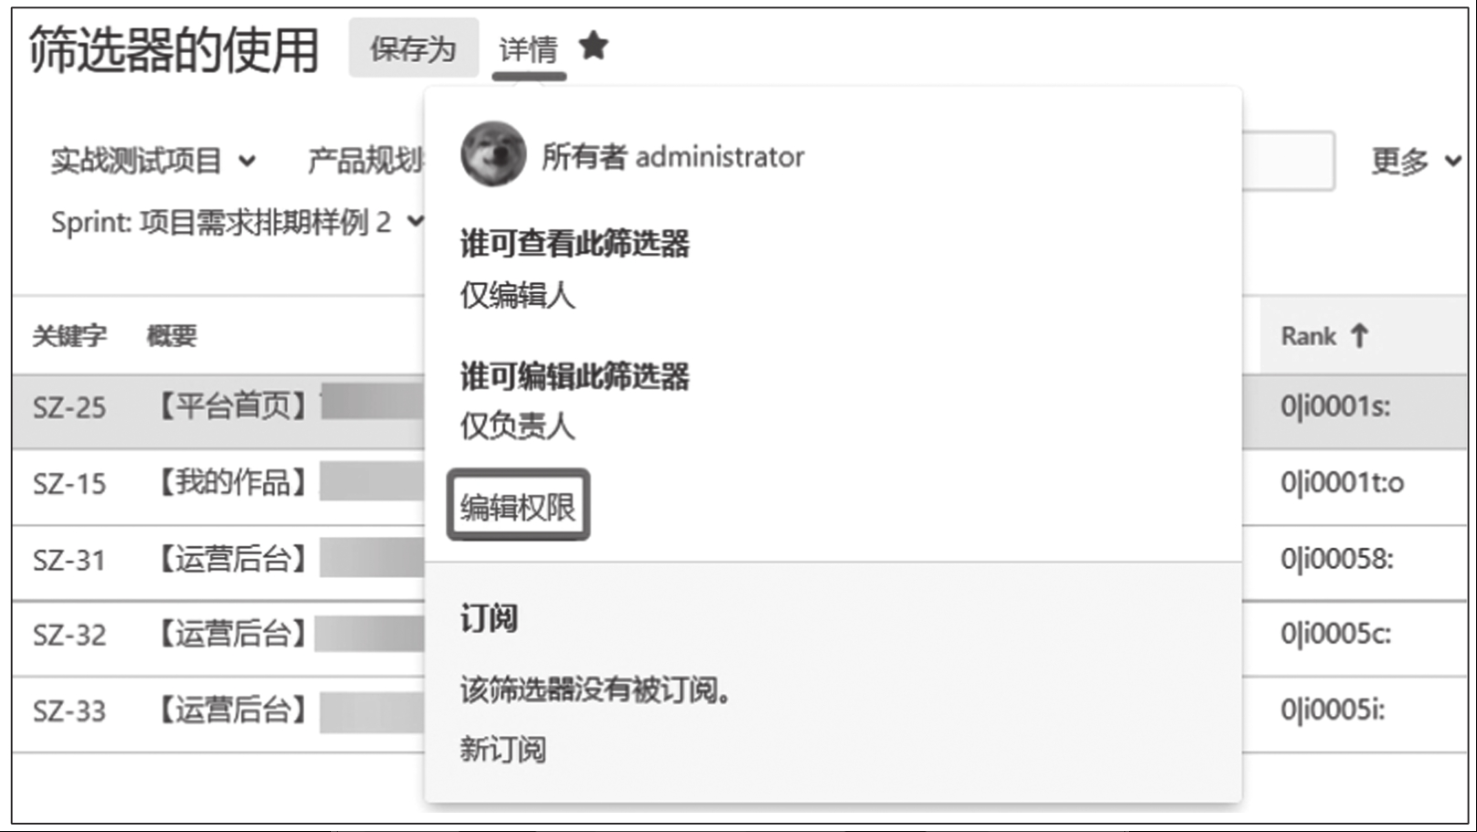 筛选器的使用 保存为 详情
所有者 administrator
实战测试项目 产品规划 更多
Sprint: 项目需求排期样例 2
谁可查看此筛选器
仅编辑人
谁可编辑此筛选器
仅负责人
编辑权限
订阅
该筛选器没有被订阅。
新订阅
关键字 概要 Rank
SZ-25 【平台首页】 0|i0001s:
SZ-15 【我的作品】 0|i0001t:o
SZ-31 【运营后台】 0|i00058:
SZ-32 【运营后台】 0|i0005c:
SZ-33 【运营后台】 0|i0005i: